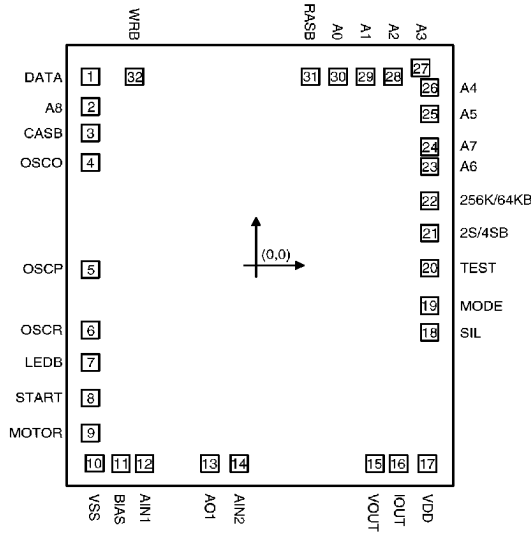 WRB
RASB
A0
A1
A2
A3
DATA 1
32
31
30
29
28
27
26 A4
A8 2
25 A5
CASB 3
24 A7
OSCO 4
23 A6
22 256K/64KB
21 2S/4SB
(0,0)
OSCP 5
20 TEST
19 MODE
OSCR 6
18 SIL
LEDB 7
START 8
MOTOR 9
10
11
12
13
14
15
16
17
VSS
BIAS
AIN1
AO1
AIN2
VOUT
IOUT
VDD